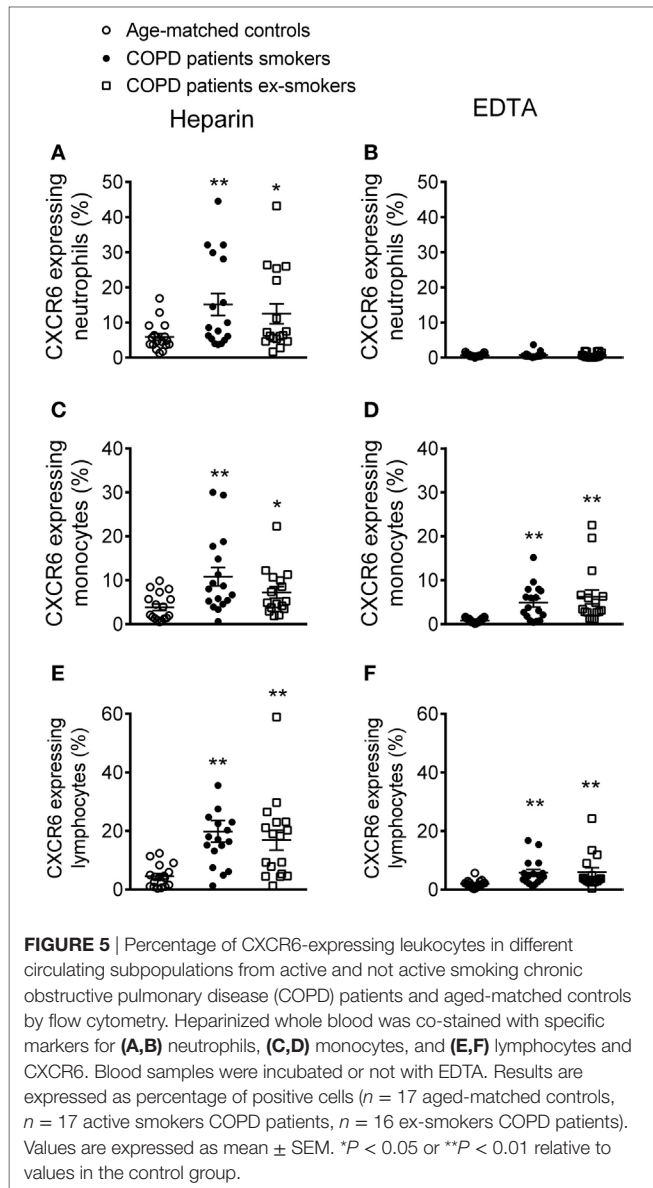 Age-matched controls
COPD patients smokers
COPD patients ex-smokers
Heparin
EDTA
A
50
40
30
20
10
0
CXCR6 expressing
neutrophils (%)
**
*
B
50
40
30
20
10
0
CXCR6 expressing
neutrophils (%)
C
40
30
20
10
0
CXCR6 expressing
monocytes (%)
**
*
D
40
30
20
10
0
CXCR6 expressing
monocytes (%)
**
**
E
60
40
20
0
CXCR6 expressing
lymphocytes (%)
**
**
F
60
40
20
0
CXCR6 expressing
lymphocytes (%)
**
**
FIGURE 5 | Percentage of CXCR6-expressing leukocytes in different
circulating subpopulations from active and not active smoking chronic
obstructive pulmonary disease (COPD) patients and aged-matched controls
by flow cytometry. Heparinized whole blood was co-stained with specific
markers for (A,B) neutrophils, (C,D) monocytes, and (E,F) lymphocytes and
CXCR6. Blood samples were incubated or not with EDTA. Results are
expressed as percentage of positive cells (n = 17 aged-matched controls,
n = 17 active smokers COPD patients, n = 16 ex-smokers COPD patients).
Values are expressed as mean ± SEM. *P < 0.05 or **P < 0.01 relative to
values in the control group.